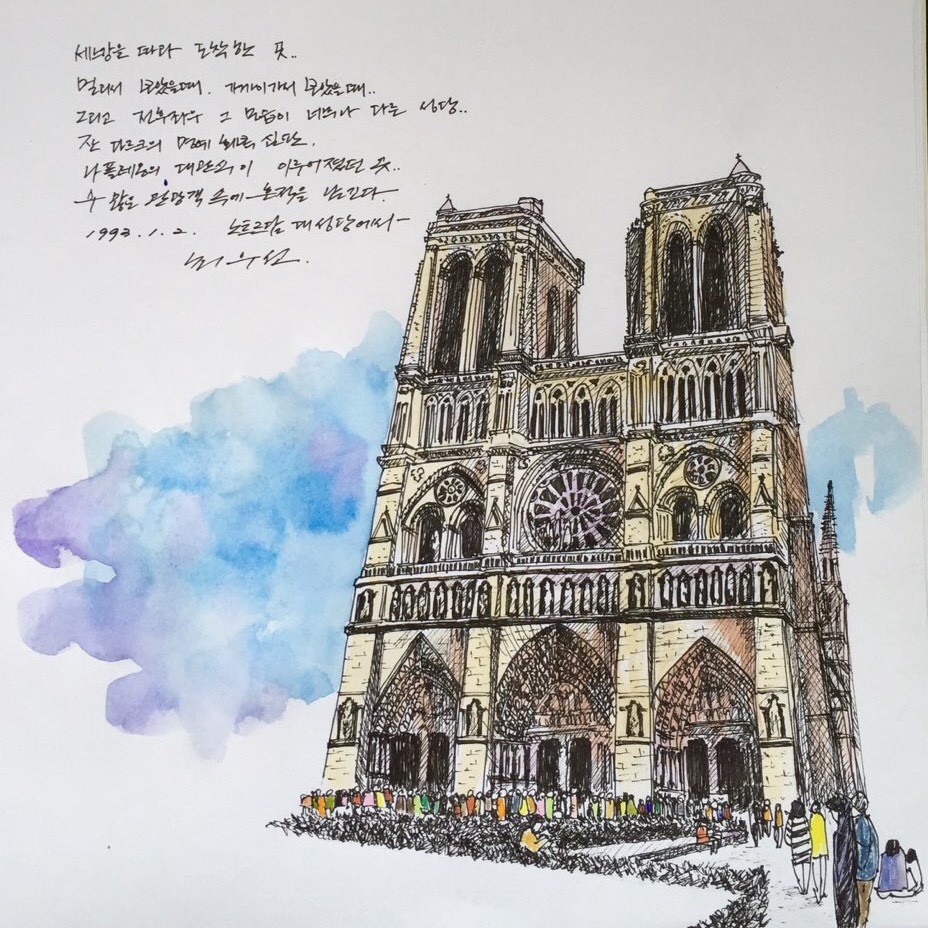 세느강을 따라 도착한 곳..
멀리서 보았을때. 가까이가서 보았을때..
그리고 전후좌우 그 모습이 너무나 다른 성당..
잔 다르크의 명예 회복 심판.
나폴레옹의 대관식이 이루어졌던 곳..
수 많은 관광객 속에 흔적을 남긴다.
1993.1.2. 노트르담 대성당에서-